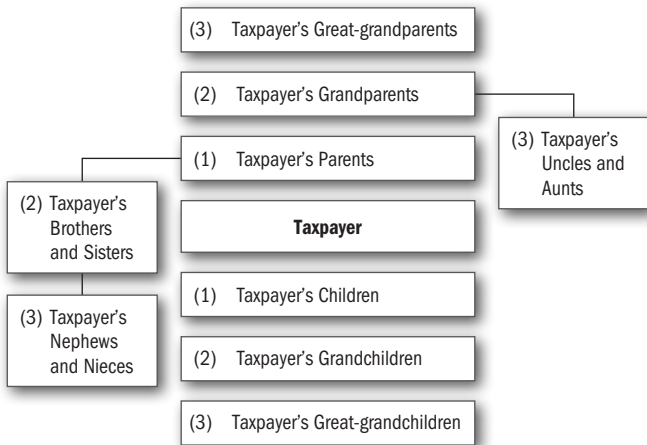 (3) Taxpayer’s Great-grandparents
(2) Taxpayer’s Grandparents
(3) Taxpayer’s
Uncles and
Aunts
(1) Taxpayer’s Parents
(2) Taxpayer’s
Brothers
and Sisters
Taxpayer
(1) Taxpayer’s Children
(3) Taxpayer’s
Nephews
and Nieces
(2) Taxpayer’s Grandchildren
(3) Taxpayer’s Great-grandchildren